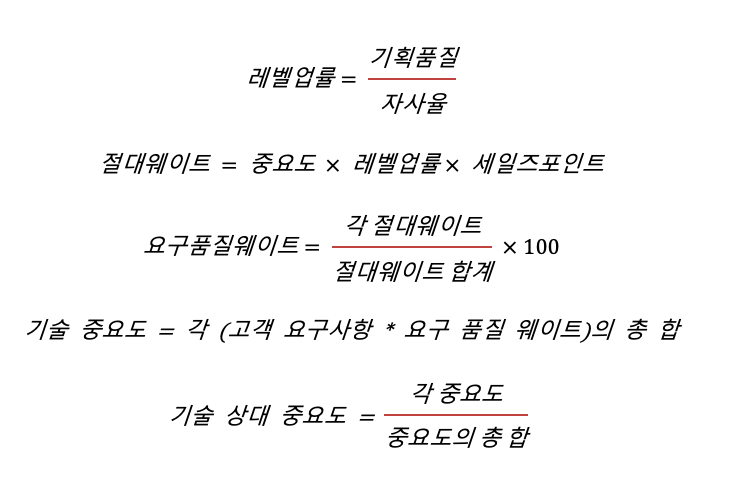 레벨업률 = 기획품질 / 자사율
절대웨이트 = 중요도 × 레벨업률 × 세일즈포인트
요구품질웨이트 = 각 절대웨이트 / 절대웨이트 합계 × 100
기술 중요도 = 각 (고객 요구사항 * 요구 품질 웨이트)의 총 합
기술 상대 중요도 = 각 중요도 / 중요도의 총 합